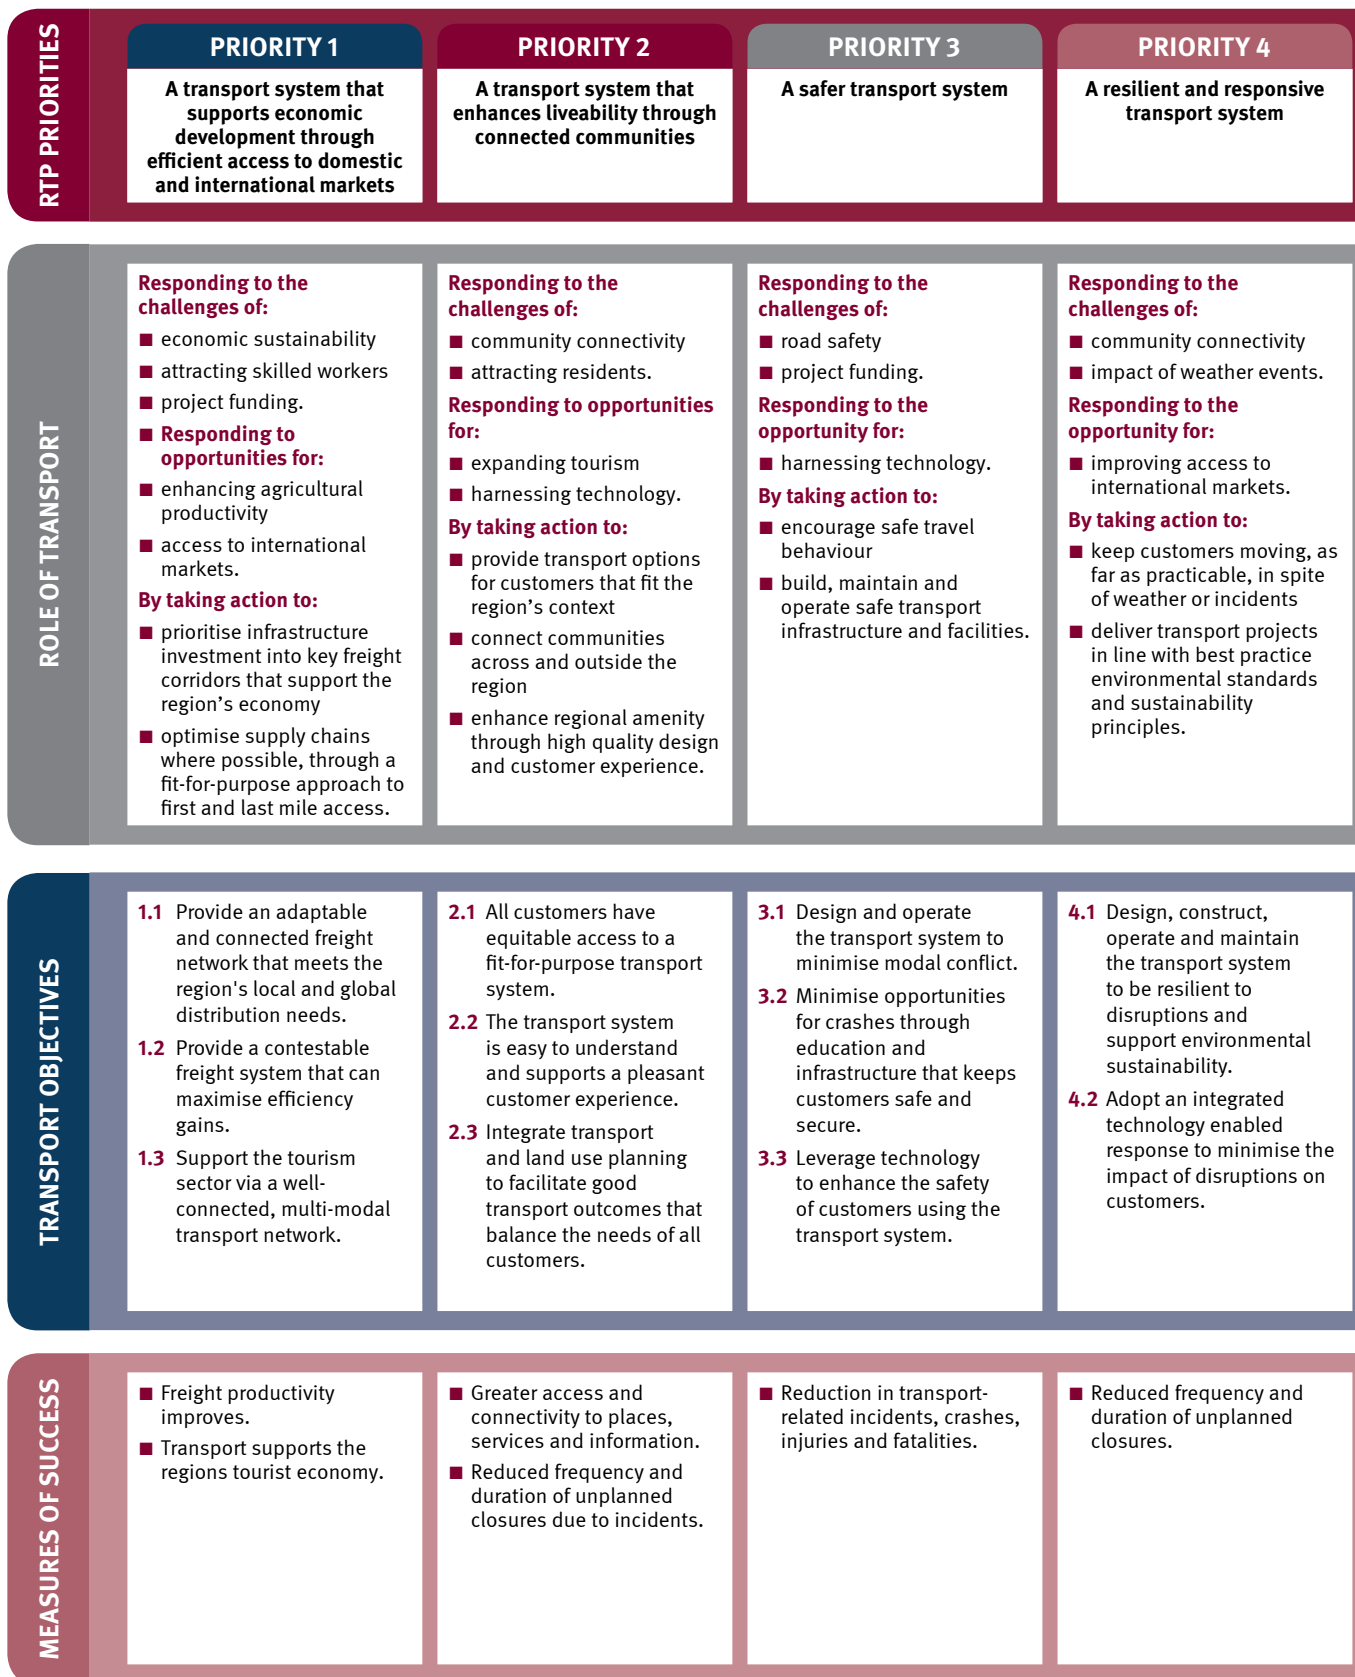 RTP PRIORITIES
PRIORITY 1
A transport system that
supports economic
development through
efficient access to domestic
and international markets
PRIORITY 2
A transport system that
enhances liveability through
connected communities
PRIORITY 3
A safer transport system
PRIORITY 4
A resilient and responsive
transport system
ROLE OF TRANSPORT
Responding to the
challenges of:
■ economic sustainability
■ attracting skilled workers
■ project funding.
■ Responding to
opportunities for:
■ enhancing agricultural
productivity
■ access to international
markets.
By taking action to:
■ prioritise infrastructure
investment into key freight
corridors that support the
region’s economy
■ optimise supply chains
where possible, through a
fit-for-purpose approach to
first and last mile access.
Responding to the
challenges of:
■ community connectivity
■ attracting residents.
Responding to opportunities
for:
■ expanding tourism
■ harnessing technology.
By taking action to:
■ provide transport options
for customers that fit the
region’s context
■ connect communities
across and outside the
region
■ enhance regional amenity
through high quality design
and customer experience.
Responding to the
challenges of:
■ road safety
■ project funding.
Responding to the
opportunity for:
■ harnessing technology.
By taking action to:
■ encourage safe travel
behaviour
■ build, maintain and
operate safe transport
infrastructure and facilities.
Responding to the
challenges of:
■ community connectivity
■ impact of weather events.
Responding to the
opportunity for:
■ improving access to
international markets.
By taking action to:
■ keep customers moving, as
far as practicable, in spite
of weather or incidents
■ deliver transport projects
in line with best practice
environmental standards
and sustainability
principles.
TRANSPORT OBJECTIVES
1.1 Provide an adaptable
and connected freight
network that meets the
region's local and global
distribution needs.
1.2 Provide a contestable
freight system that can
maximise efficiency
gains.
1.3 Support the tourism
sector via a well-
connected, multi-modal
transport network.
2.1 All customers have
equitable access to a
fit-for-purpose transport
system.
2.2 The transport system
is easy to understand
and supports a pleasant
customer experience.
2.3 Integrate transport
and land use planning
to facilitate good
transport outcomes that
balance the needs of all
customers.
3.1 Design and operate
the transport system to
minimise modal conflict.
3.2 Minimise opportunities
for crashes through
education and
infrastructure that keeps
customers safe and
secure.
3.3 Leverage technology
to enhance the safety
of customers using the
transport system.
4.1 Design, construct,
operate and maintain
the transport system
to be resilient to
disruptions and
support environmental
sustainability.
4.2 Adopt an integrated
technology enabled
response to minimise the
impact of disruptions on
customers.
MEASURES OF SUCCESS
■ Freight productivity
improves.
■ Transport supports the
regions tourist economy.
■ Greater access and
connectivity to places,
services and information.
■ Reduced frequency and
duration of unplanned
closures due to incidents.
■ Reduction in transport-
related incidents, crashes,
injuries and fatalities.
■ Reduced frequency and
duration of unplanned
closures.